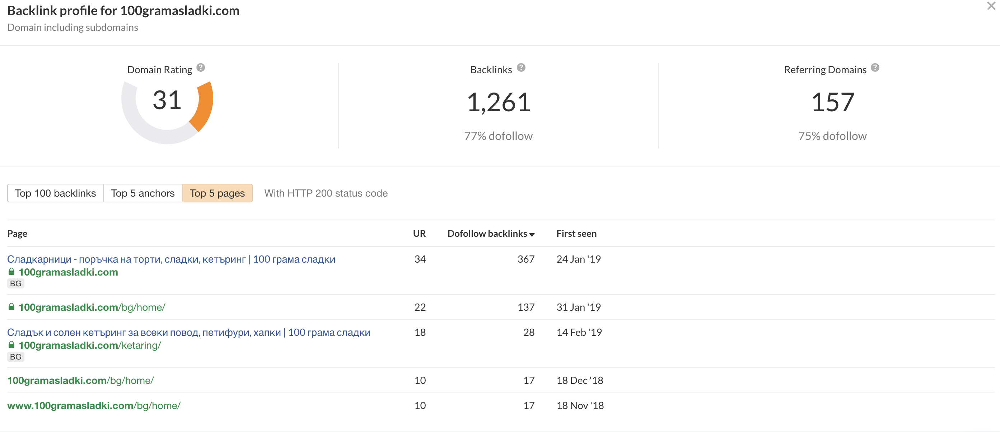 Backlink profile for 100gramasladki.com
Domain including subdomains
Domain Rating ?
31
Backlinks ?
1,261
77% dofollow
Referring Domains ?
157
75% dofollow
Top 100 backlinks Top 5 anchors Top 5 pages With HTTP 200 status code
Page UR Dofollow backlinks First seen
Сладкарници - поръчка на торти, сладки, кетъринг | 100 грама сладки 34 367 24 Jan '19
100gramasladki.com
BG
100gramasladki.com/bg/home/ 22 137 31 Jan '19
Сладък и солен кетъринг за всеки повод, петифури, хапки | 100 грама сладки 18 28 14 Feb '19
100gramasladki.com/ketaring/
BG
100gramasladki.com/bg/home/ 10 17 18 Dec '18
www.100gramasladki.com/bg/home/ 10 17 18 Nov '18